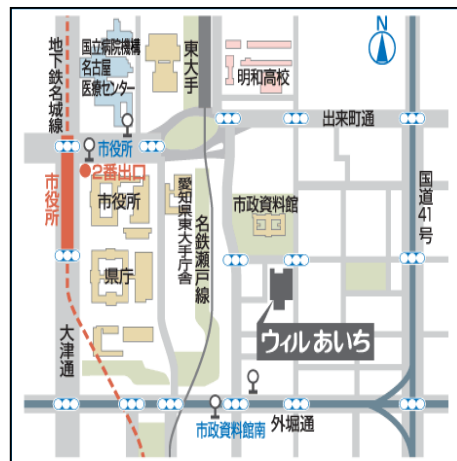 N
国立病院機構
名古屋
医療センター
地下鉄名城線
東大手
明和高校
出来町通
市役所
2番出口
市役所
市役所
愛知県東大手庁舎
名鉄瀬戸線
市政資料館
国道41号
県庁
大津通
ウィルあいち
市政資料館南
外堀通